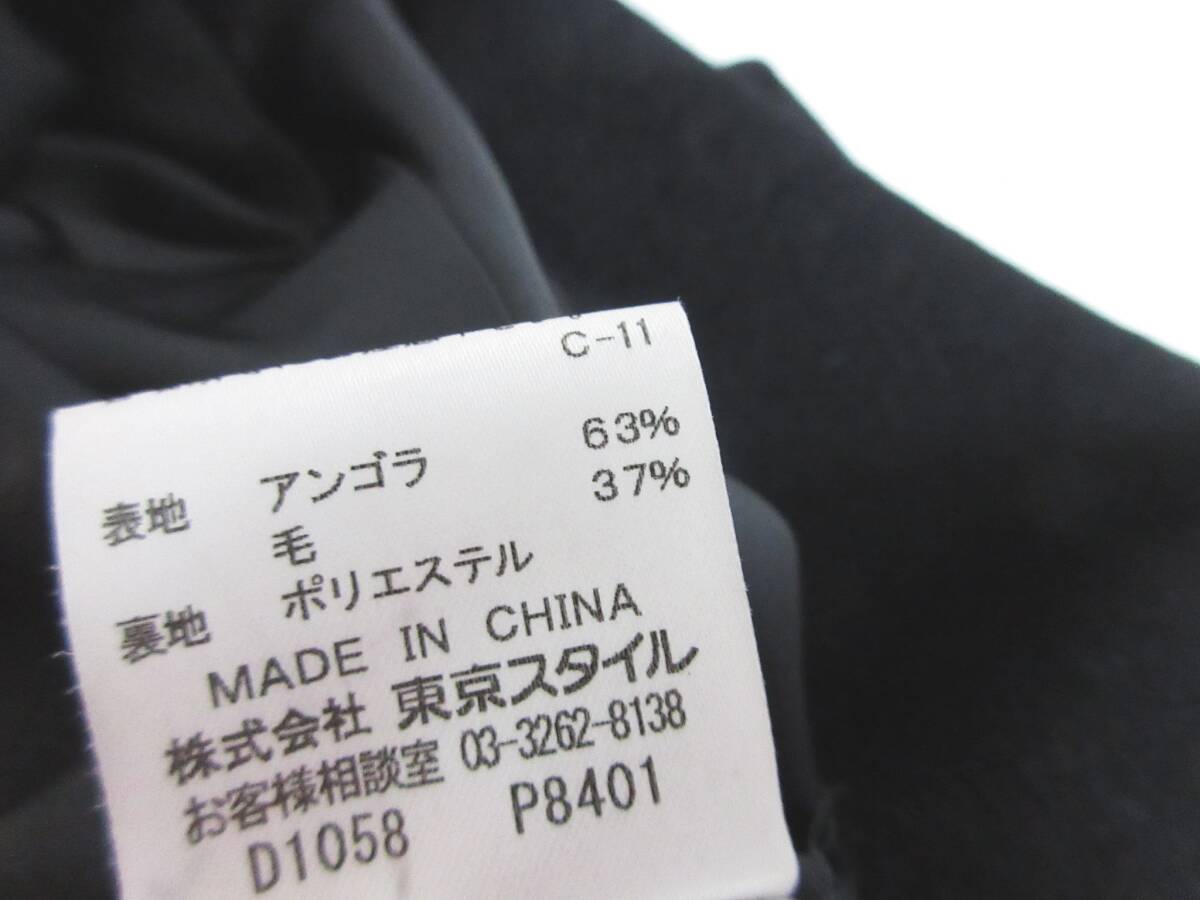 C-11
表地 アンゴラ 63%
毛 37%
裏地 ポリエステル
MADE IN CHINA
株式会社 東京スタイル
お客様相談室 03-3262-8138
D1058 P8401